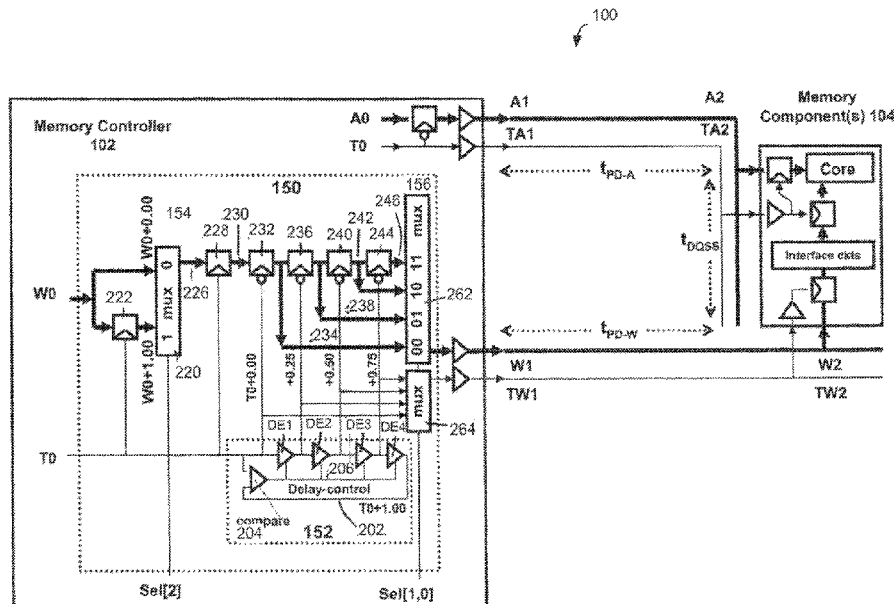 100
Memory Controller
102
A0
T0
A1
TA1
A2
TA2
Memory
Component(s) 104
tPD-A
tDQSS
tPD-W
Core
Interface ckts
150
154
156
W0+0.00
W0+1.00
W0
222
0
mux
1
220
226
228
230
232
236
240
242
244
246
mux
11
10
01
00
262
238
234
T0+0.00
+0.25
+0.50
+0.75
W1
TW1
W2
TW2
mux
264
T0
DE1
DE2
DE3
DE4
206
Delay-control
T0+1.00
compare
204
152
202
Sel[2]
Sel[1,0]